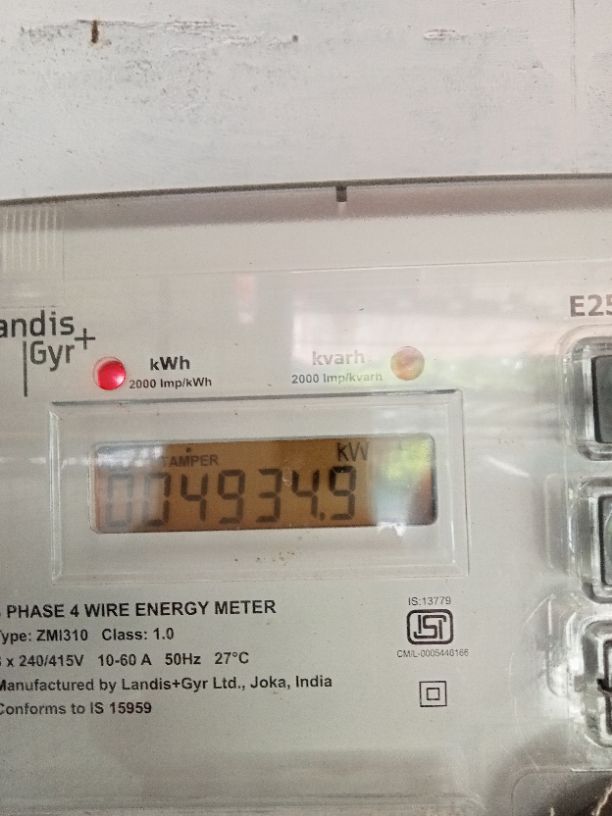 andis
Gyr+
E25
kWh
2000 Imp/kWh
kvarh
2000 Imp/kvarh
TAMPER
kW
004934.9
PHASE 4 WIRE ENERGY METER
Type: ZMI310 Class: 1.0
x 240/415V 10-60 A 50Hz 27°C
Manufactured by Landis+Gyr Ltd., Joka, India
Conforms to IS 15959
IS:13779
ISI
CM/L-0005446166